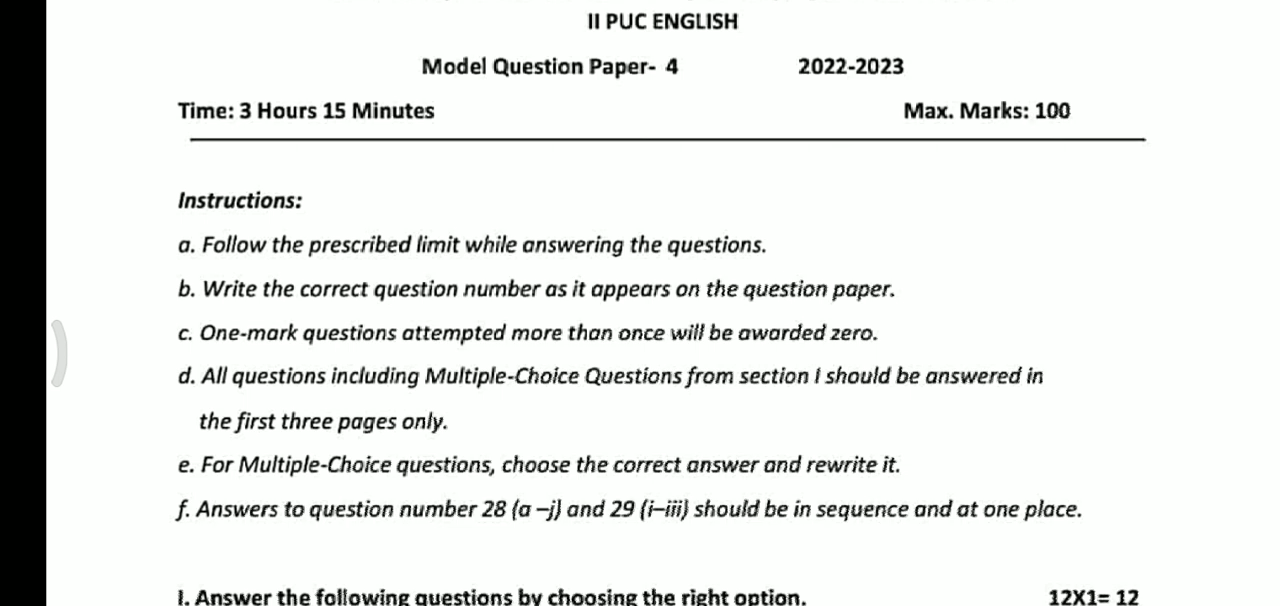 II PUC ENGLISH
Model Question Paper- 4 2022-2023
Time: 3 Hours 15 Minutes Max. Marks: 100
Instructions:
a. Follow the prescribed limit while answering the questions.
b. Write the correct question number as it appears on the question paper.
c. One-mark questions attempted more than once will be awarded zero.
d. All questions including Multiple-Choice Questions from section I should be answered in
the first three pages only.
e. For Multiple-Choice questions, choose the correct answer and rewrite it.
f. Answers to question number 28 (a –j) and 29 (i–iii) should be in sequence and at one place.
I. Answer the following questions by choosing the right option. 12X1= 12